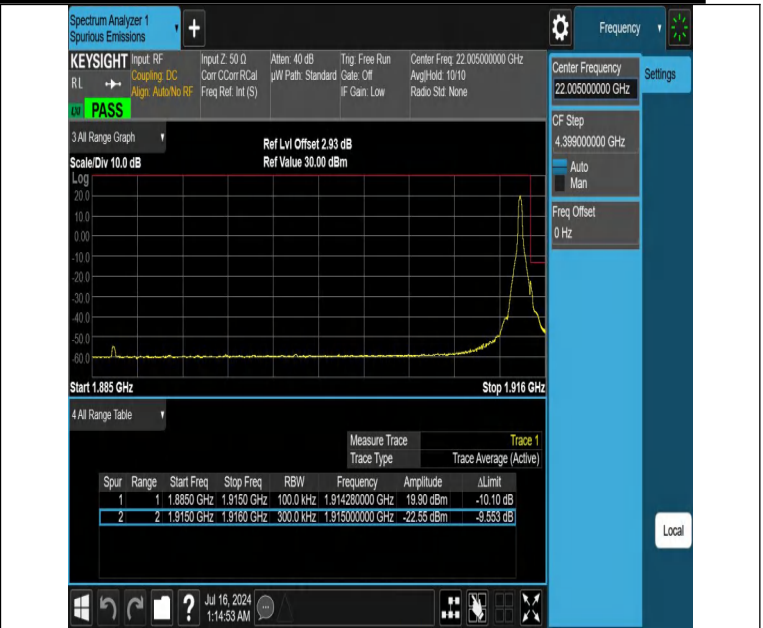 Spectrum Analyzer 1
Spurious Emissions
+
Frequency
KEYSIGHT
RL
PASS
Input: RF
Coupling: DC
Align: Auto/No RF
Input Z: 50 Ω
Corr CCorr RCal
Freq Ref: Int (S)
Atten: 40 dB
µW Path: Standard
Trig: Free Run
Gate: Off
IF Gain: Low
Center Freq: 22.005000000 GHz
Avg|Hold: 10/10
Radio Std: None
Center Frequency
22.005000000 GHz
Settings
CF Step
4.399000000 GHz
Auto
Man
Freq Offset
0 Hz
3 All Range Graph
Scale/Div 10.0 dB
Ref Lvl Offset 2.93 dB
Ref Value 30.00 dBm
Log
20.0
10.0
0.00
-10.0
-20.0
-30.0
-40.0
-50.0
-60.0
Start 1.885 GHz
Stop 1.916 GHz
4 All Range Table
Measure Trace Trace 1
Trace Type Trace Average (Active)
Spur Range Start Freq Stop Freq RBW Frequency Amplitude ΔLimit
1 1 1.8850 GHz 1.9150 GHz 100.0 kHz 1.914280000 GHz 19.90 dBm -10.10 dB
2 2 1.9150 GHz 1.9160 GHz 300.0 kHz 1.915000000 GHz -22.55 dBm -9.553 dB
Local
?
Jul 16, 2024
1:14:53 AM